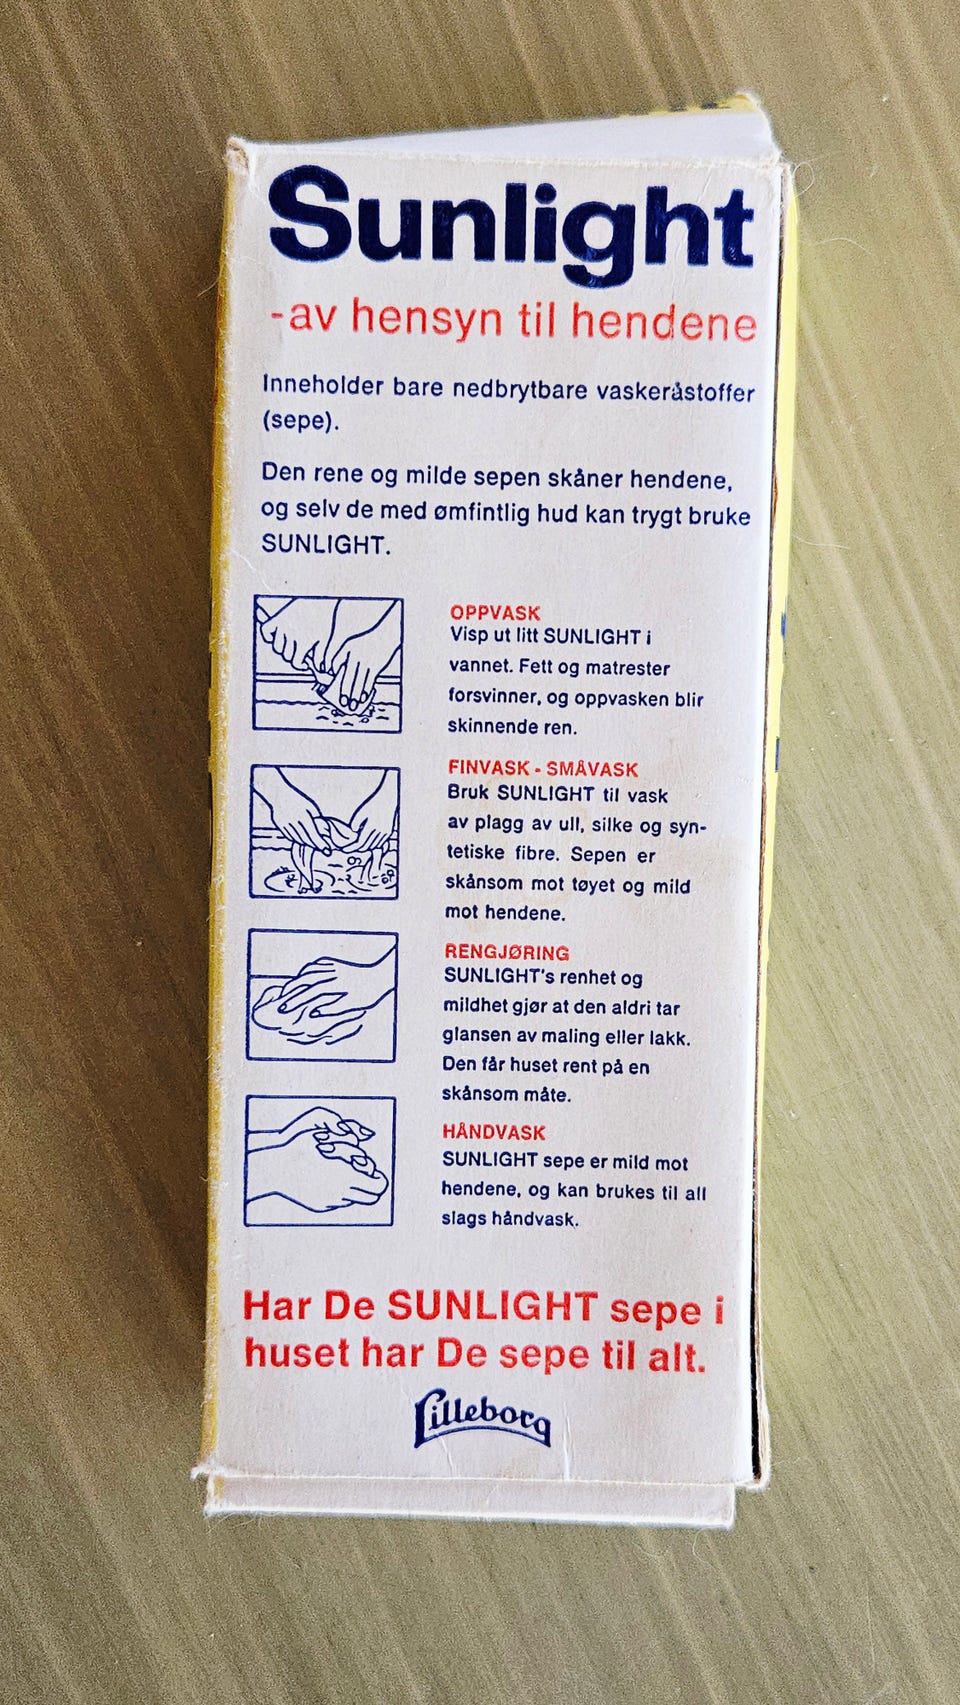 Sunlight
-av hensyn til hendene
Inneholder bare nedbrytbare vaskeråstoffer
(sepe).
Den rene og milde sepen skåner hendene,
og selv de med ømfintlig hud kan trygt bruke
SUNLIGHT.
OPPVASK
Visp ut litt SUNLIGHT i
vannet. Fett og matrester
forsvinner, og oppvasken blir
skinnende ren.
FINVASK - SMÅVASK
Bruk SUNLIGHT til vask
av plagg av ull, silke og syn-
tetiske fibre. Sepen er
skånsom mot tøyet og mild
mot hendene.
RENGJØRING
SUNLIGHT's renhet og
mildhet gjør at den aldri tar
glansen av maling eller lakk.
Den får huset rent på en
skånsom måte.
HÅNDVASK
SUNLIGHT sepe er mild mot
hendene, og kan brukes til all
slags håndvask.
Har De SUNLIGHT sepe i
huset har De sepe til alt.
Lilleborg